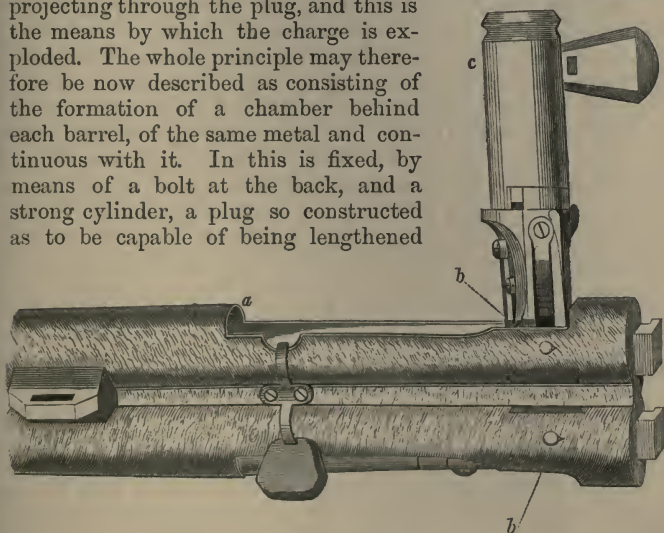 projecting through the plug, and this is
the means by which the charge is ex-
ploded. The whole principle may there-
fore be now described as consisting of
the formation of a chamber behind
each barrel, of the same metal and con-
tinuous with it. In this is fixed, by
means of a bolt at the back, and a
strong cylinder, a plug so constructed
as to be capable of being lengthened
c
b
a
b